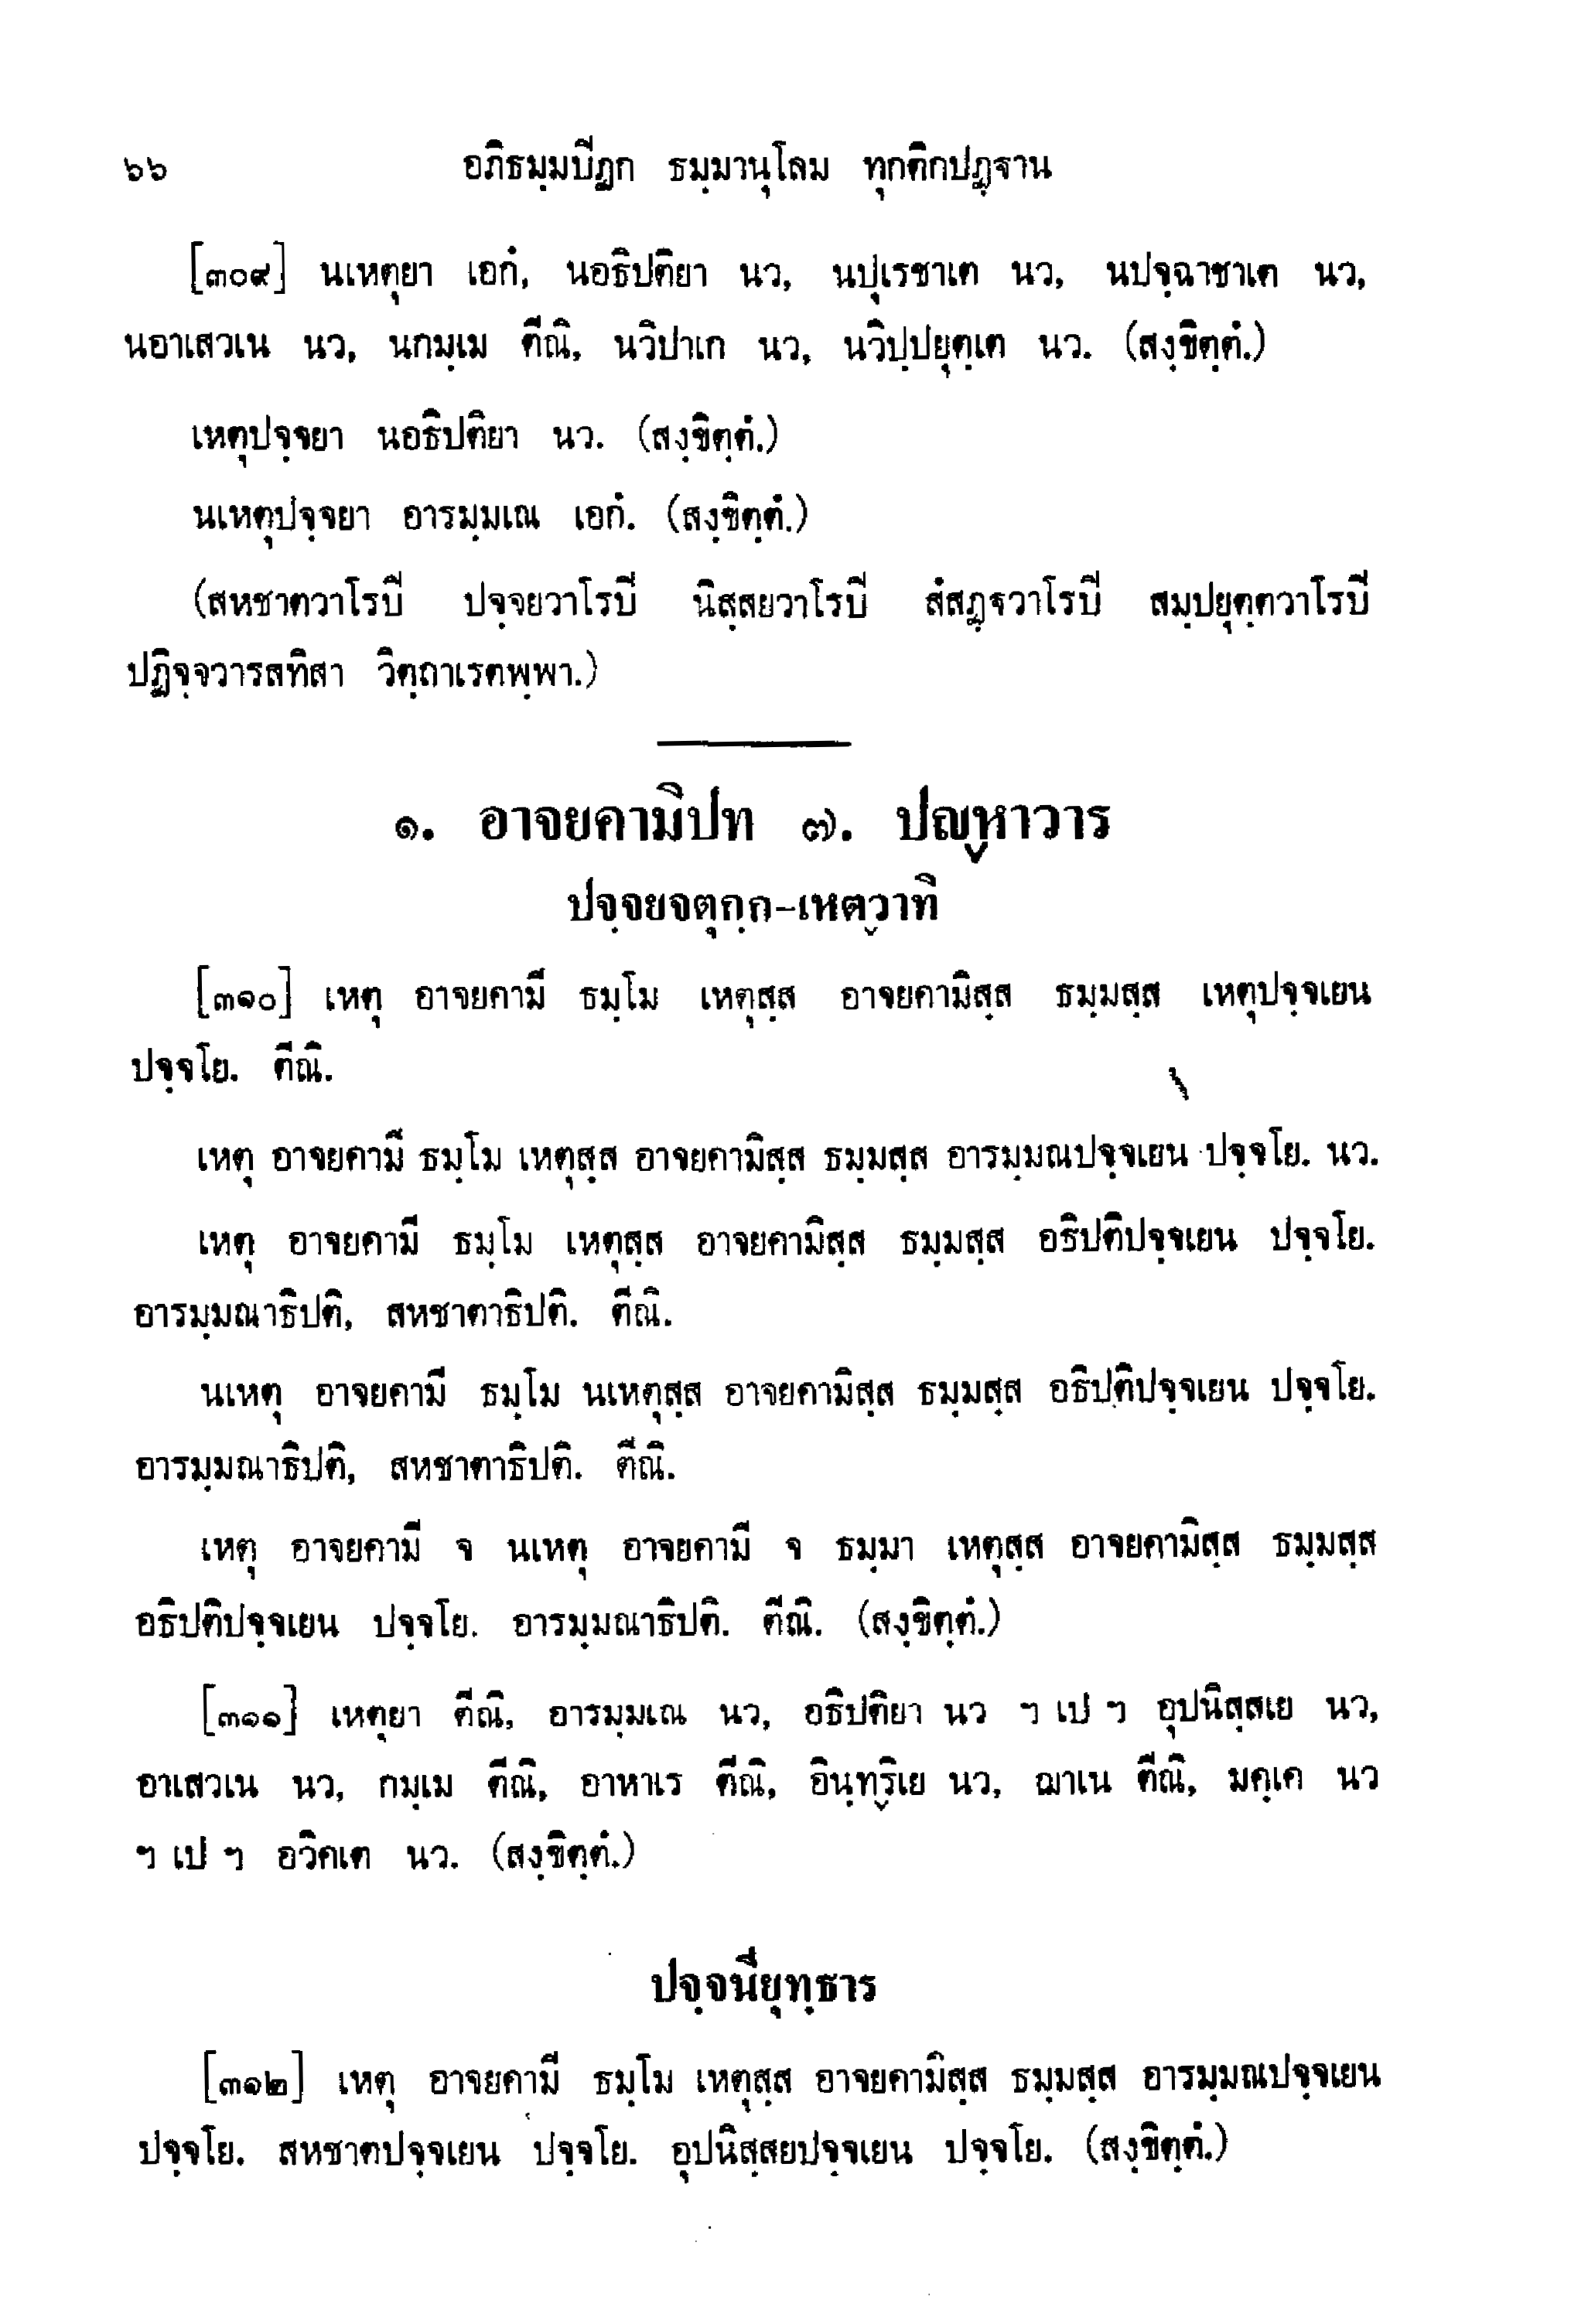 ๖๖ อภิธมฺมปิฏก ธมฺมานุโลม ทุกติกปฏฺฐาน
[๓๐๙] นเหตุยา เอกํ, นอธิปติยา นว, นปุเรชาเต นว, นปจฺฉาชาเต นว,
นอาเสวเน นว, นกมฺเม ตีณิ, นวิปาเก นว, นวิปฺปยุตฺเต นว. (สงฺขิตฺตํ.)
เหตุปจฺจยา นอธิปติยา นว. (สงฺขิตฺตํ.)
นเหตุปจฺจยา อารมฺมเณ เอกํ. (สงฺขิตฺตํ.)
(สหชาตวาโรปิ ปจฺจยวาโรปิ นิสฺสยวาโรปิ สํสฏฺฐวาโรปิ สมฺปยุตฺตวาโรปิ
ปฏิจฺจวารสทิสา วิตฺถาเรตพฺพา.)
๑. อาจยคามิปท ๗. ปญฺหาวาร
ปจฺจยจตุกฺก-เหตฺวาทิ
[๓๑๐] เหตุ อาจยคามี ธมฺโม เหตุสฺส อาจยคามิสฺส ธมฺมสฺส เหตุปจฺจเยน
ปจฺจโย. ตีณิ.
เหตุ อาจยคามี ธมฺโม เหตุสฺส อาจยคามิสฺส ธมฺมสฺส อารมฺมณปจฺจเยน ปจฺจโย. นว.
เหตุ อาจยคามี ธมฺโม เหตุสฺส อาจยคามิสฺส ธมฺมสฺส อธิปติปจฺจเยน ปจฺจโย.
อารมฺมณาธิปติ, สหชาตาธิปติ. ตีณิ.
นเหตุ อาจยคามี ธมฺโม นเหตุสฺส อาจยคามิสฺส ธมฺมสฺส อธิปติปจฺจเยน ปจฺจโย.
อารมฺมณาธิปติ, สหชาตาธิปติ. ตีณิ.
เหตุ อาจยคามี จ นเหตุ อาจยคามี จ ธมฺมา เหตุสฺส อาจยคามิสฺส ธมฺมสฺส
อธิปติปจฺจเยน ปจฺจโย. อารมฺมณาธิปติ. ตีณิ. (สงฺขิตฺตํ.)
[๓๑๑] เหตุยา ตีณิ, อารมฺมเณ นว, อธิปติยา นว ฯ เป ฯ อุปนิสฺสเย นว,
อาเสวเน นว, กมฺเม ตีณิ, อาหาเร ตีณิ, อินฺทฺริเย นว, ฌาเน ตีณิ, มคฺเค นว
ฯ เป ฯ อวิคเต นว. (สงฺขิตฺตํ.)
ปจฺจนียุทฺธาร
[๓๑๒] เหตุ อาจยคามี ธมฺโม เหตุสฺส อาจยคามิสฺส ธมฺมสฺส อารมฺมณปจฺจเยน
ปจฺจโย. สหชาตปจฺจเยน ปจฺจโย. อุปนิสฺสยปจฺจเยน ปจฺจโย. (สงฺขิตฺตํ.)